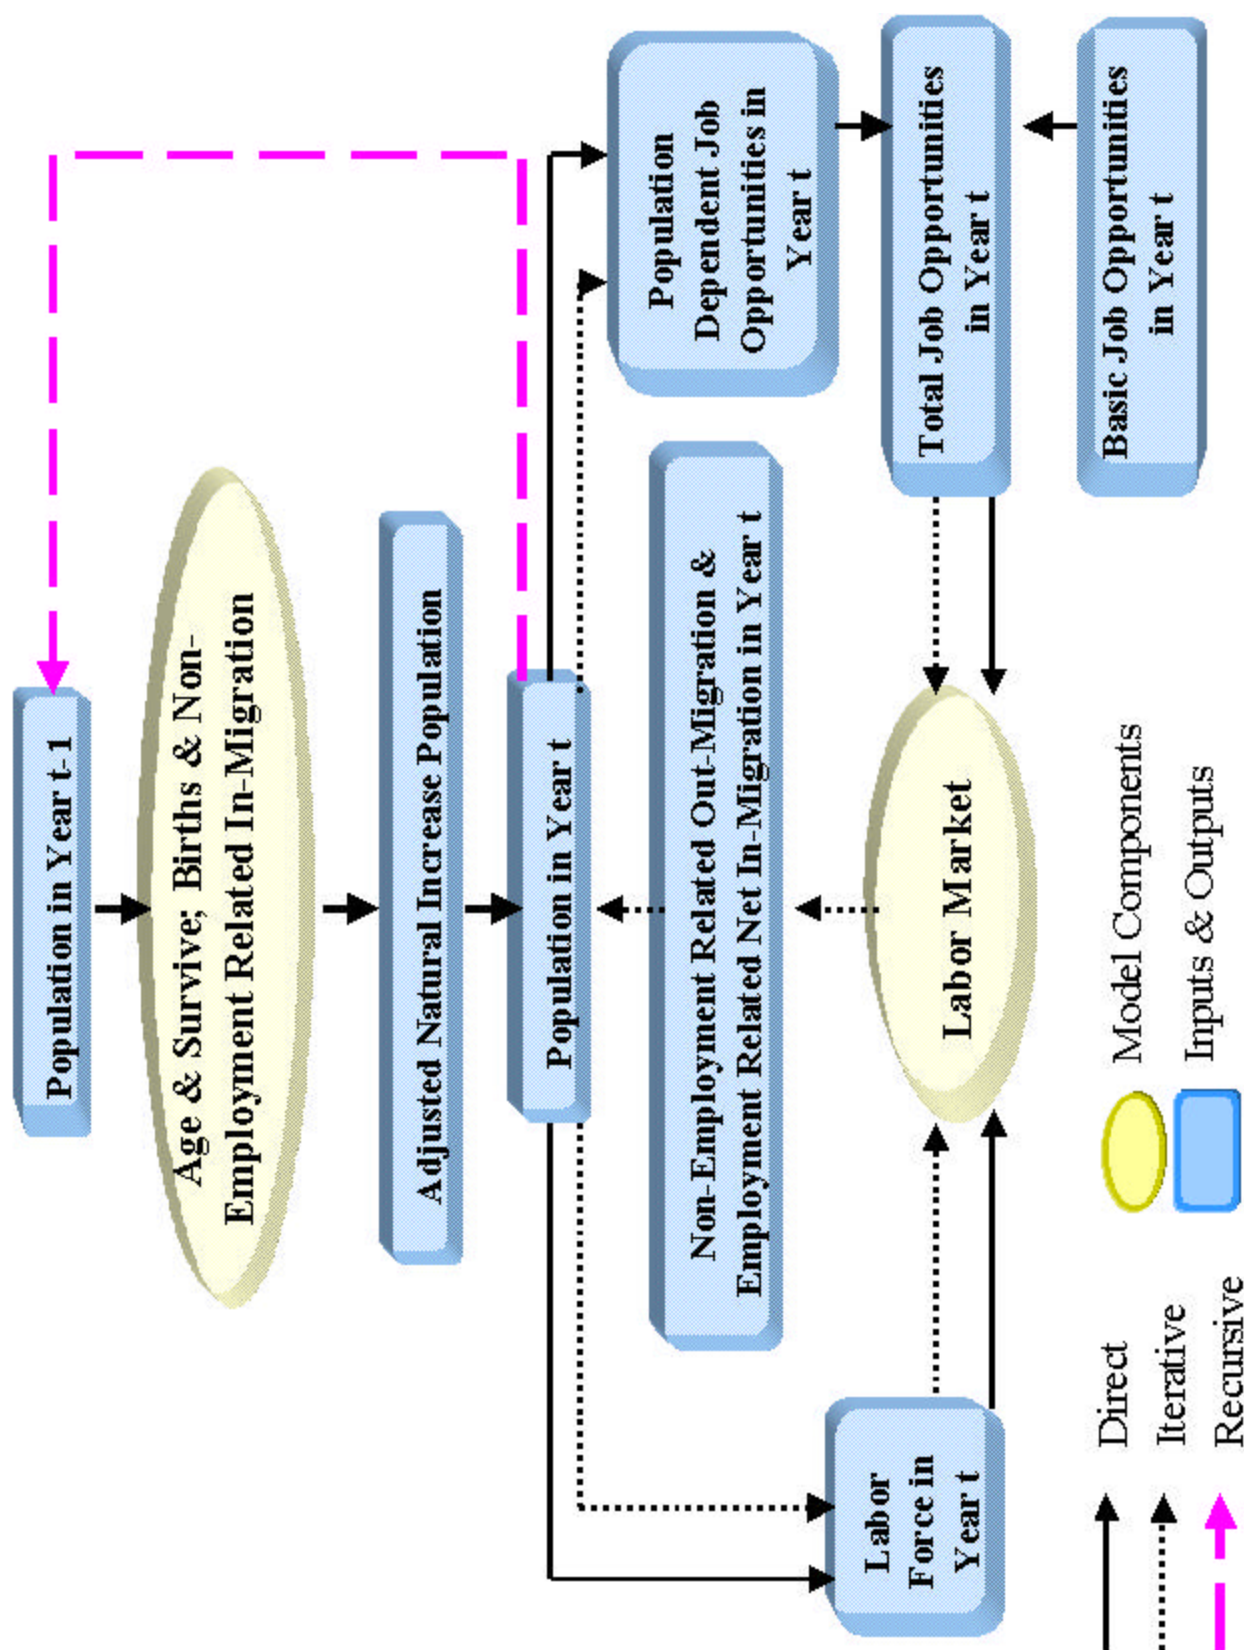 Population in Year t-1
Age & Survive; Births & Non-
Employment Related In-Migration
Adjusted Natural Increase Population
Population in Year t
Non-Employment Related Out-Migration &
Employment Related Net In-Migration in Year t
Population
Dependent Job
Opportunities in
Year t
Labor
Force in
Year t
Labor Market
Total Job Opportunities
in Year t
Basic Job Opportunities
in Year t
Direct
Iterative
Recursive
Model Components
Inputs & Outputs